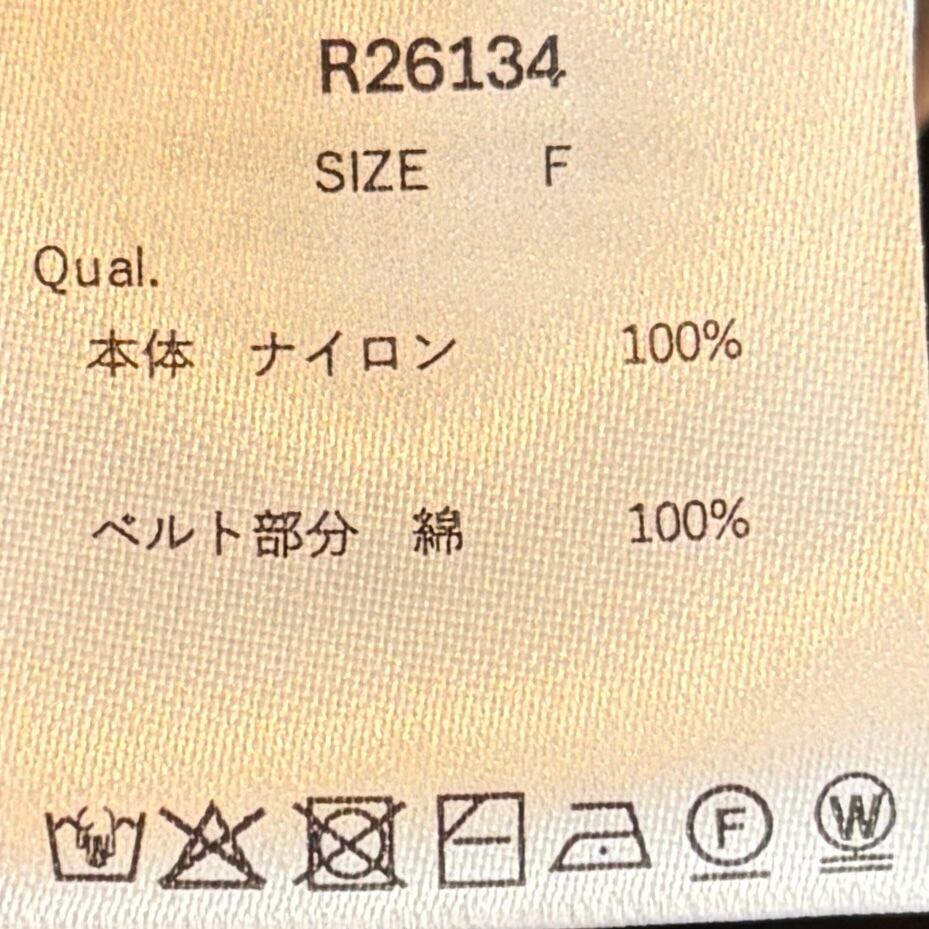 R26134
SIZE F
Qual.
本体 ナイロン 100%
ベルト部分 綿 100%
F W